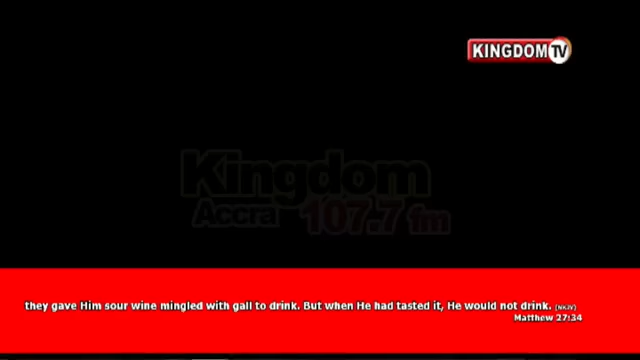 KINGDOM TV
Kingdom
Accra 107.7 fm
they gave Him sour wine mingled with gall to drink. But when He had tasted it, He would not drink. (NKJV)
Matthew 27:34